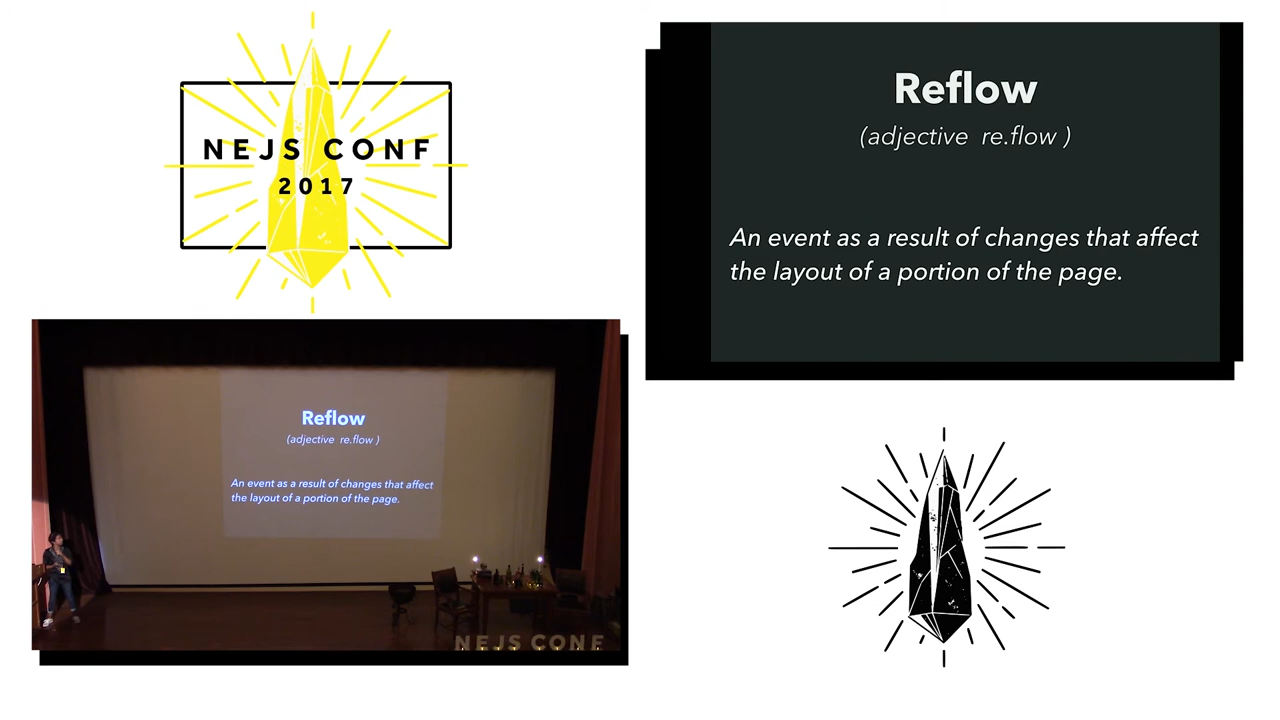 NEJS CONF
2017
Reflow
(adjective re.flow )
An event as a result of changes that affect
the layout of a portion of the page.
Reflow
(adjective re.flow )
An event as a result of changes that affect
the layout of a portion of the page.
NEJS CONF